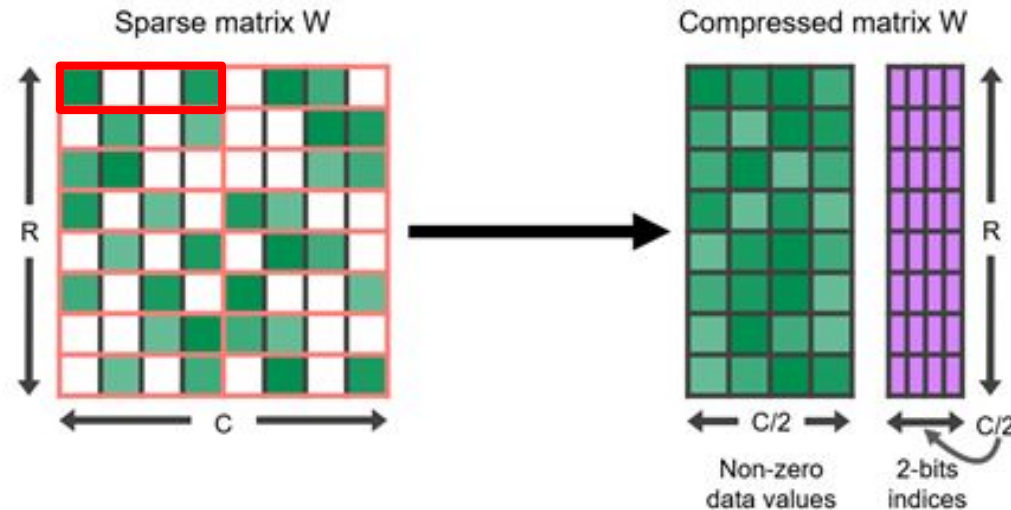 Sparse matrix W
Compressed matrix W
R
R
C
C/2
C/2
Non-zero
data values
2-bits
indices